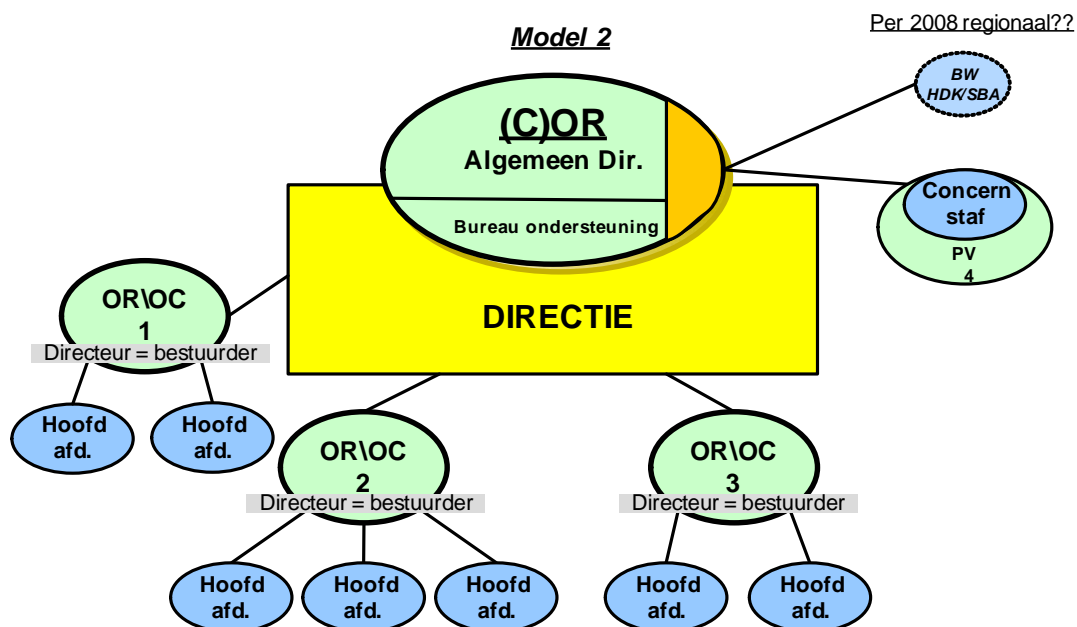 Per 2008 regionaal??
Model 2
BW
HDK/SBA
(C)OR
Algemeen Dir.
Bureau ondersteuning
Concern
staf
PV
4
DIRECTIE
OR\OC
1
Directeur = bestuurder
Hoofd
afd.
Hoofd
afd.
OR\OC
2
Directeur = bestuurder
Hoofd
afd.
Hoofd
afd.
Hoofd
afd.
OR\OC
3
Directeur = bestuurder
Hoofd
afd.
Hoofd
afd.